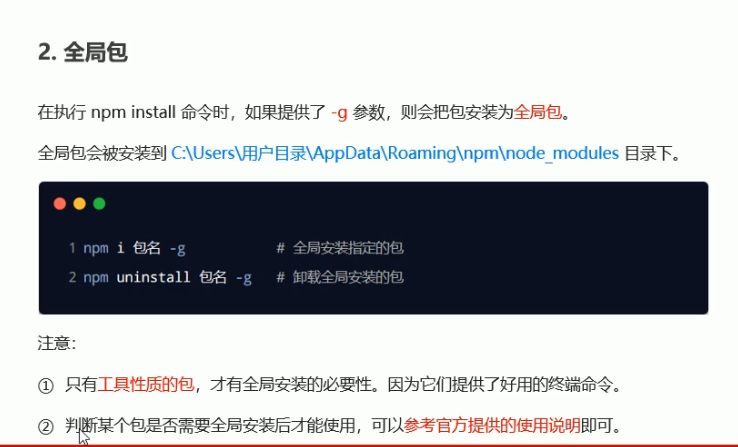 2. 全局包
在执行 npm install 命令时，如果提供了 -g 参数，则会把包安装为全局包。
全局包会被安装到 C:\Users\用户目录\AppData\Roaming\npm\node_modules 目录下。
1 npm i 包名 -g # 全局安装指定的包
2 npm uninstall 包名 -g # 卸载全局安装的包
注意：
① 只有工具性质的包，才有全局安装的必要性。因为它们提供了好用的终端命令。
② 判断某个包是否需要全局安装后才能使用，可以参考官方提供的使用说明即可。